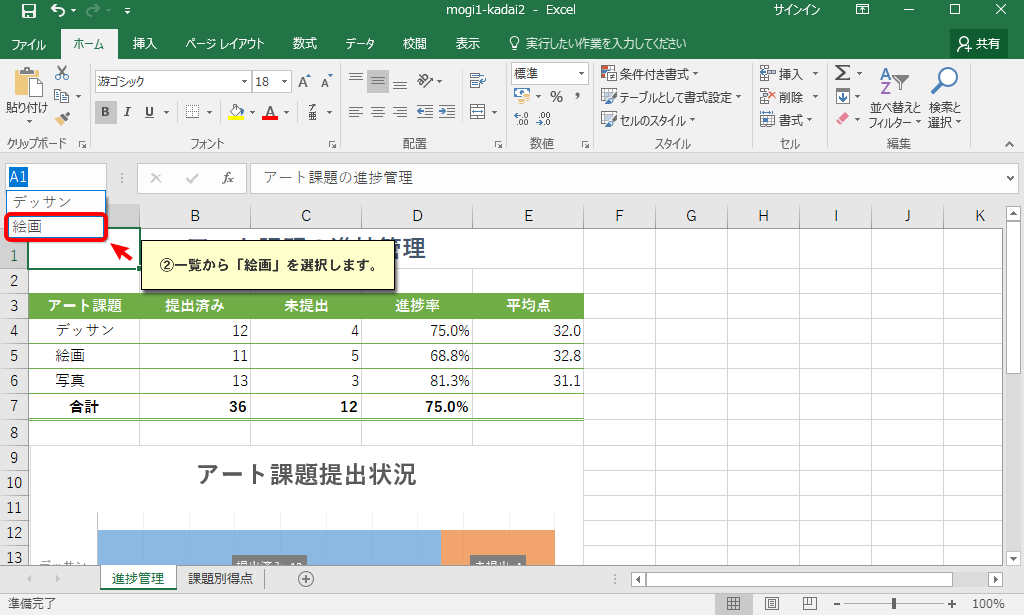 mogi1-kadai2 - Excel
サインイン
ファイル ホーム 挿入 ページ レイアウト 数式 データ 校閲 表示 実行したい作業を入力してください 共有
游ゴシック 18 標準 条件付き書式 挿入
貼り付け B I U テーブルとして書式設定 削除 並べ替えと フィルター 検索と 選択
セルのスタイル 書式
クリップボード フォント 配置 数値 スタイル セル 編集
A1 fx アート課題の進捗管理
デッサン
絵画
B C D E F G H I J K
②一覧から「絵画」を選択します。
1 進捗管理
2
3 アート課題 提出済み 未提出 進捗率 平均点
4 デッサン 12 4 75.0% 32.0
5 絵画 11 5 68.8% 32.8
6 写真 13 3 81.3% 31.1
7 合計 36 12 75.0%
8
9
アート課題提出状況
10
11
12
13
進捗管理 課題別得点
準備完了 100%